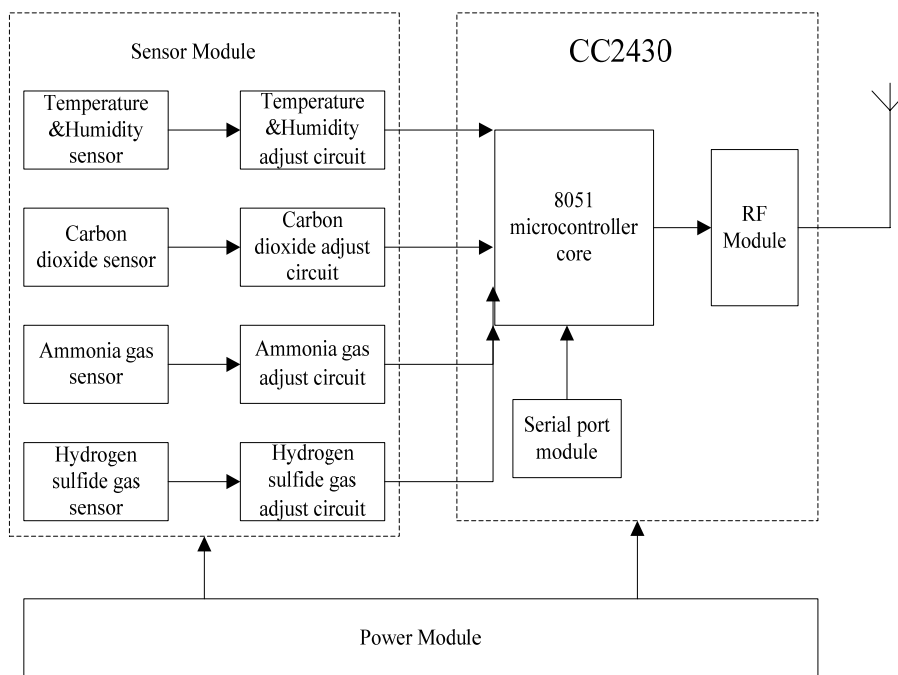 Sensor Module
CC2430
Temperature
&Humidity
sensor
Temperature
&Humidity
adjust circuit
Carbon
dioxide sensor
Carbon
dioxide adjust
circuit
Ammonia gas
sensor
Ammonia gas
adjust circuit
Hydrogen
sulfide gas
sensor
Hydrogen
sulfide gas
adjust circuit
8051
microcontroller
core
RF
Module
Serial port
module
Power Module